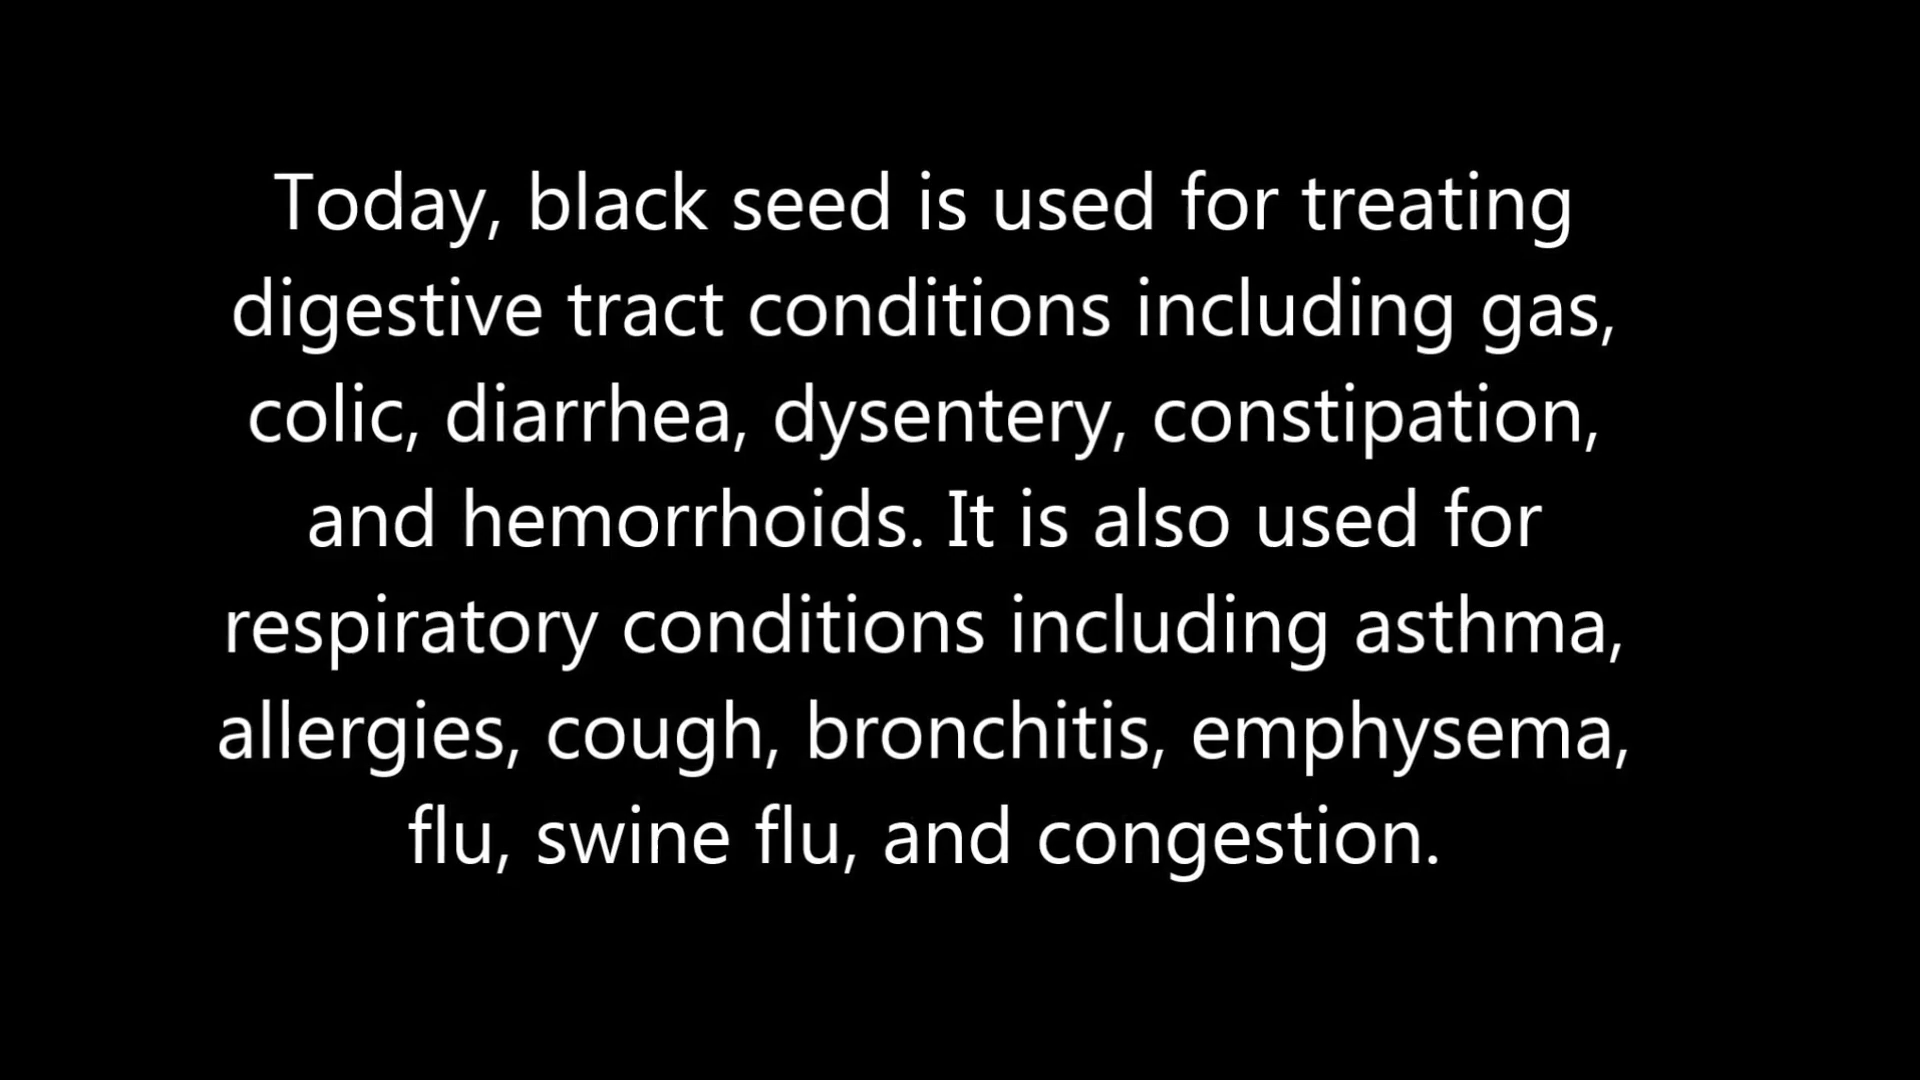 Today, black seed is used for treating
digestive tract conditions including gas,
colic, diarrhea, dysentery, constipation,
and hemorrhoids. It is also used for
respiratory conditions including asthma,
allergies, cough, bronchitis, emphysema,
flu, swine flu, and congestion.